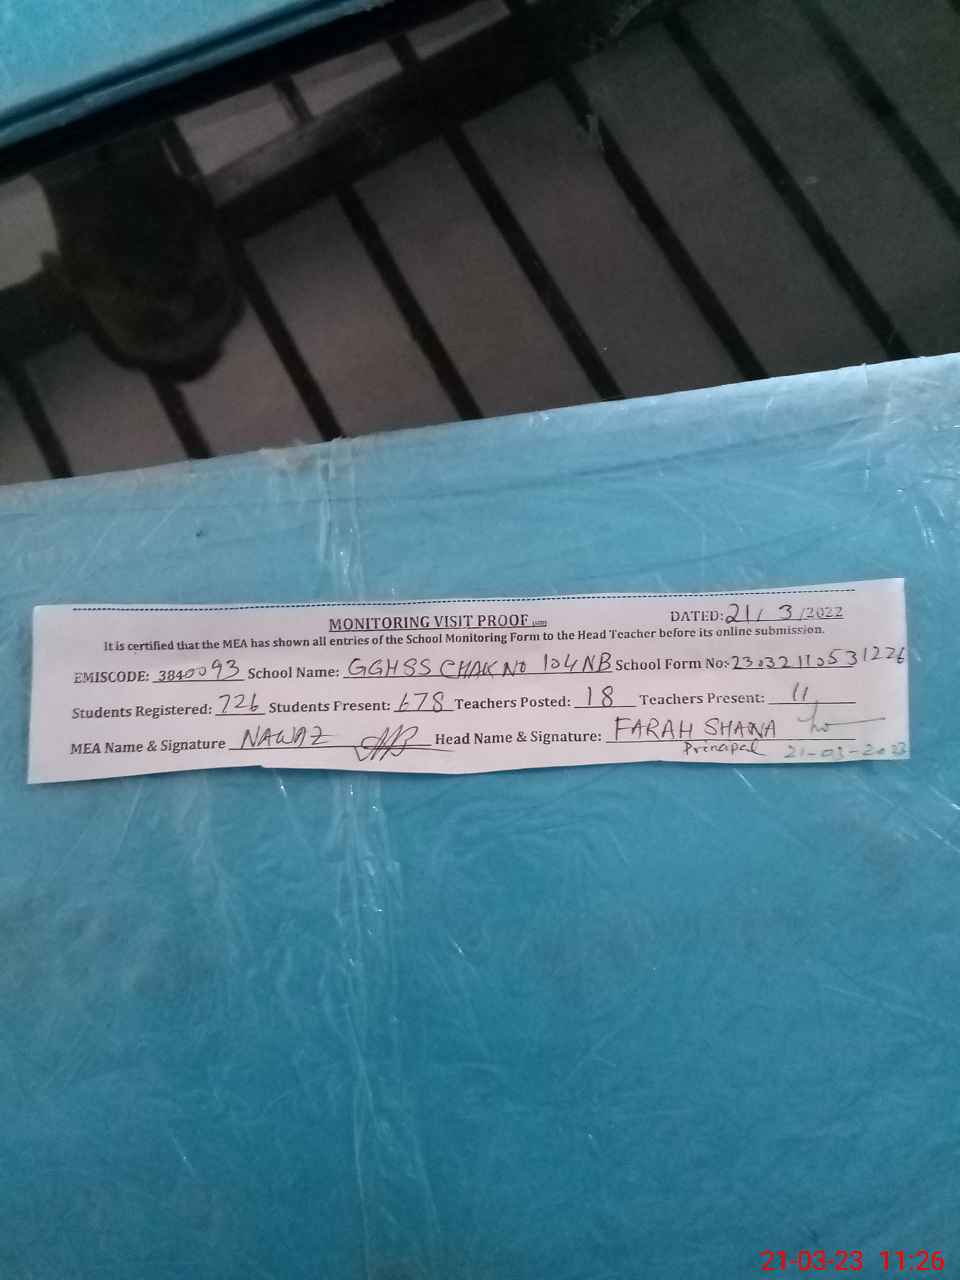 MONITORING VISIT PROOF DATED: 21/ 3 /2022
It is certified that the MEA has shown all entries of the School Monitoring Form to the Head Teacher before its online submission.
EMISCODE: 3840093 School Name: GGHSS CHAK NO 104 NB School Form No: 23032110531226
Students Registered: 726 Students Present: 678 Teachers Posted: 18 Teachers Present: 11
MEA Name & Signature NAWAZ Head Name & Signature: FARAH SHANA
Principal 21-03-2023
21-03-23 11:26